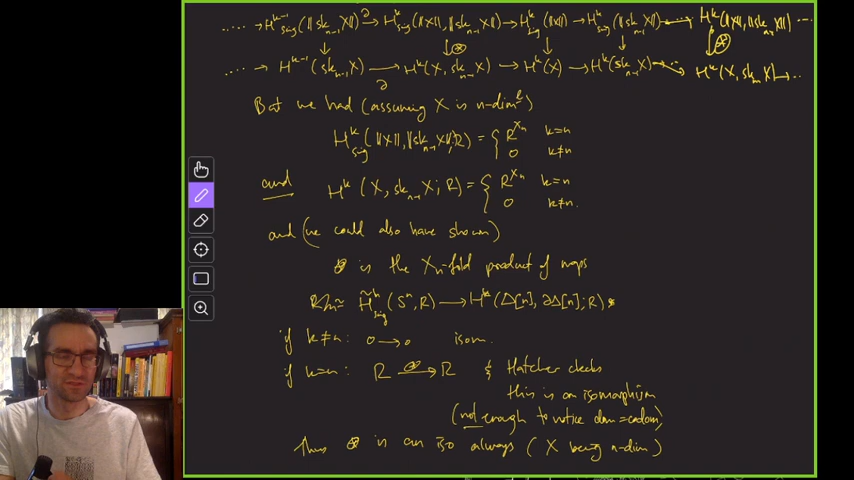 ..... → H^{k-1}_{sing}(||sk_{n-1}X||) →^∂ H^k_{sing}(||X||, ||sk_{n-1}X||) → H^k_{sing}(||X||) → H^k_{sing}(||sk_{n-1}X||) → ... H^k(||X||, ||sk_{n-1}X||) ...
↓ ↓⊛ ↓ ↓ ↓⊛
.... → H^{k-1}(sk_{n-1}X) →_∂ H^k(X, sk_{n-1}X) → H^k(X) → H^k(sk_{n-1}X) → ... H^k(X, sk_{n-1}X) → ..
But we had (assuming X is n-dim^l)
H^k_{sing}(||X||, ||sk_{n-1}X||; R) = { R^{X_n} k=n
0 k≠n
and H^k(X, sk_{n-1}X; R) = { R^{X_n} k=n
0 k≠n.
and (we could also have shown)
⊛ is the X_n-fold product of maps
H̃^k_{sing}(S^n, R) → H^k(Δ[n], ∂Δ[n]; R).
if k≠n: 0 → 0 isom.
if k=n: R →^⊛ R & Hatcher checks
this is an isomorphism
(not enough to notice dom = codom)
Thus ⊛ is an iso always (X being n-dim)